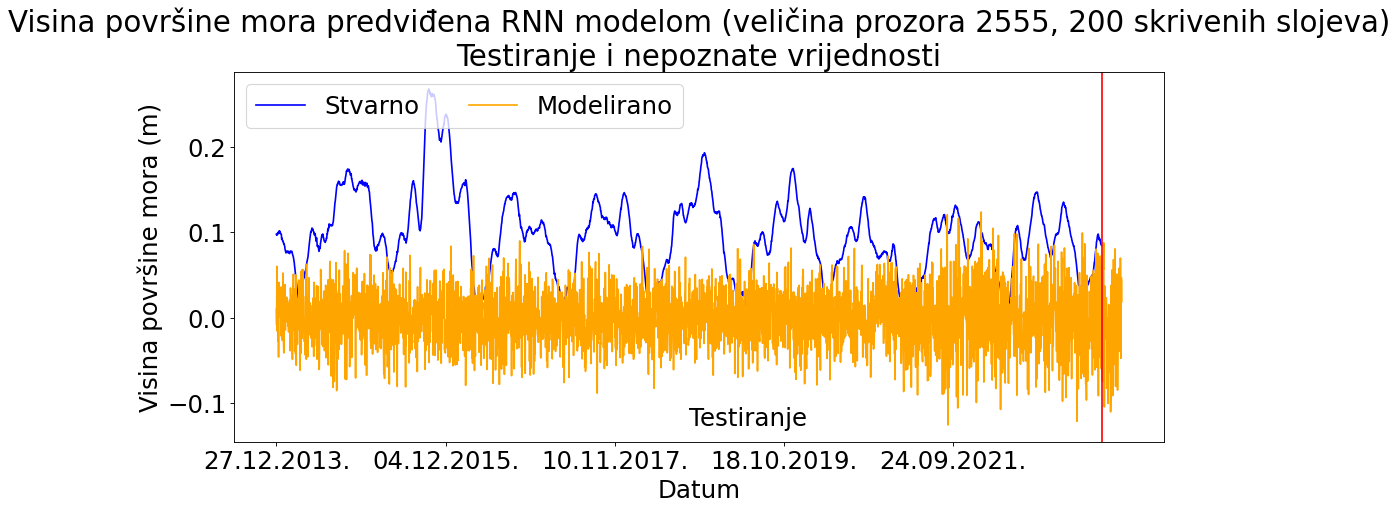 Visina površine mora predviđena RNN modelom (veličina prozora 2555, 200 skrivenih slojeva)
Testiranje i nepoznate vrijednosti
Stvarno
Modelirano
Visina površine mora (m)
0.2
0.1
0.0
−0.1
Testiranje
27.12.2013.
04.12.2015.
10.11.2017.
18.10.2019.
24.09.2021.
Datum